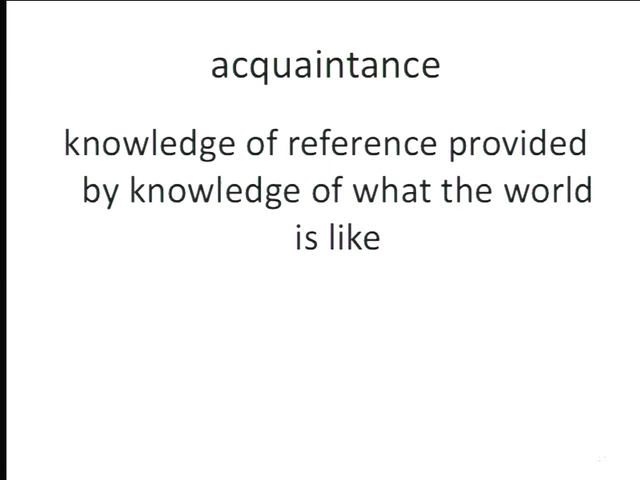 acquaintance
knowledge of reference provided
by knowledge of what the world
is like